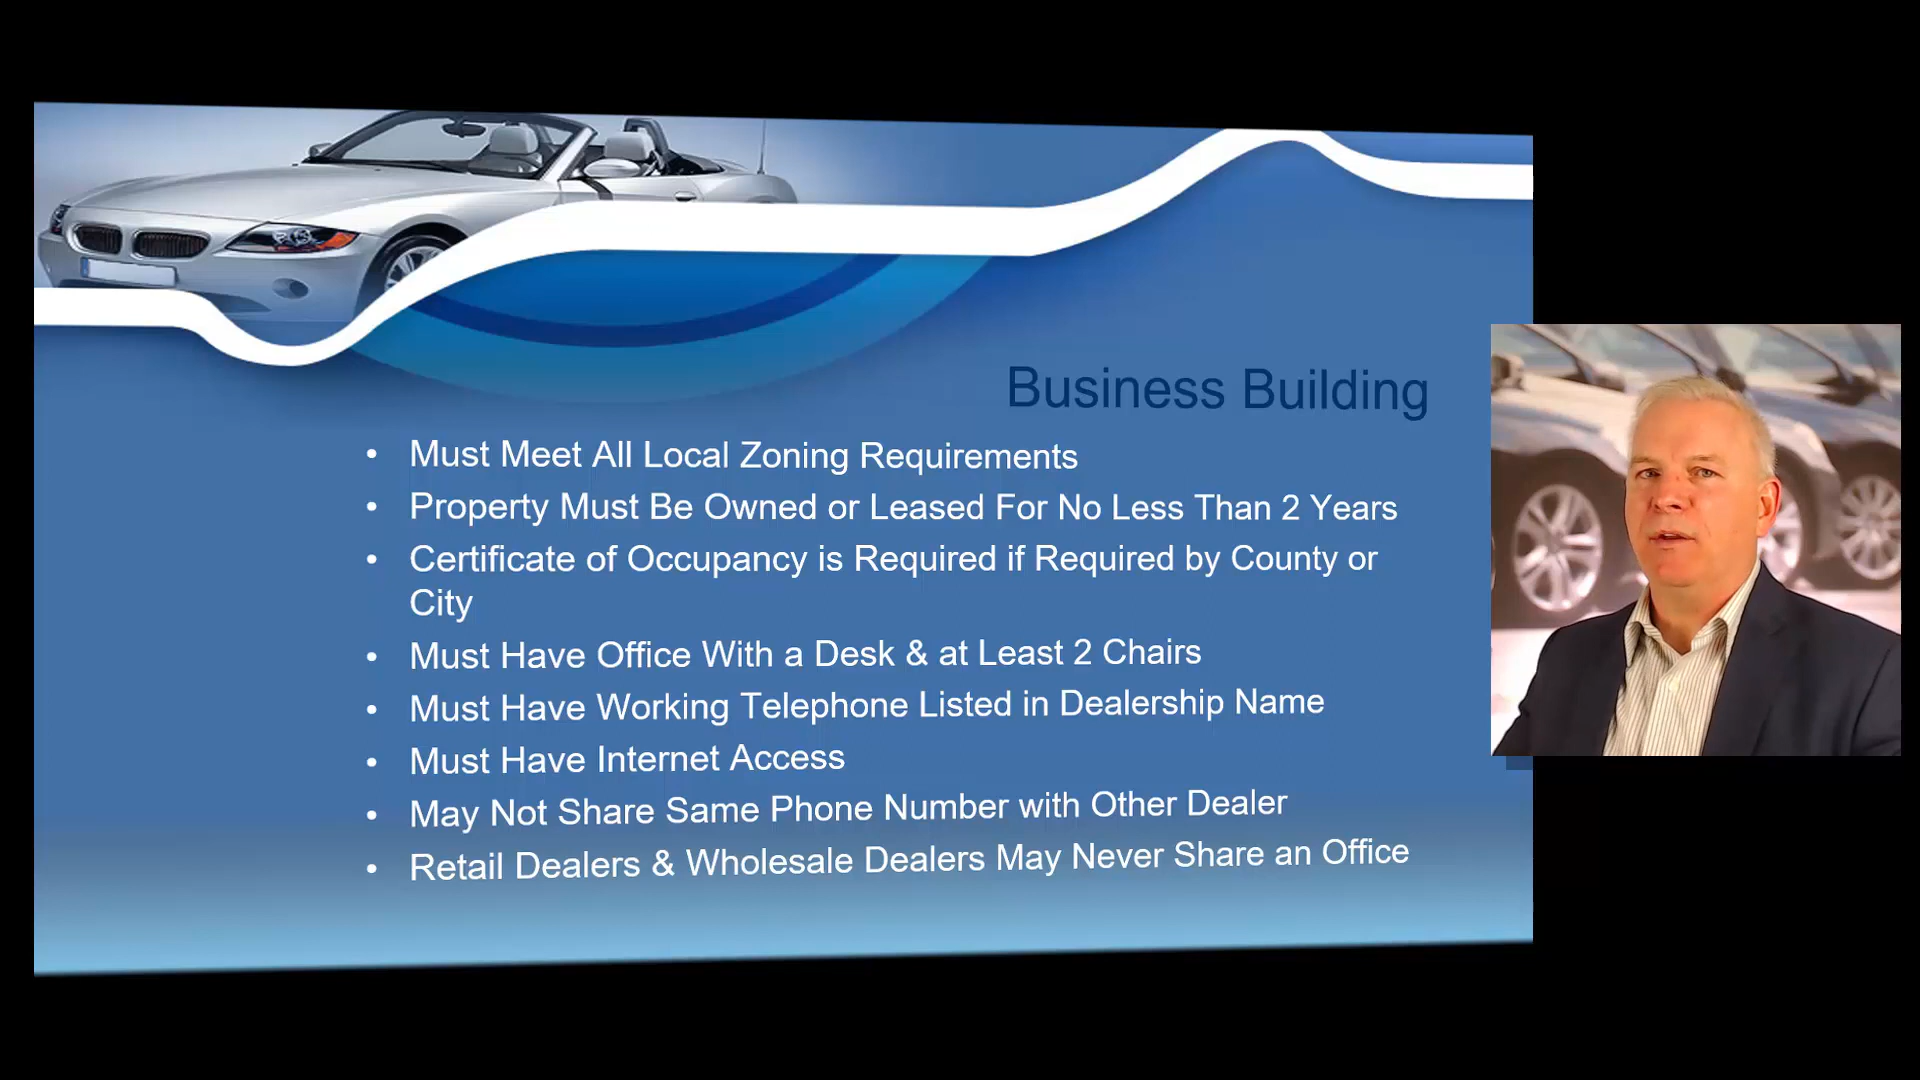 Business Building
• Must Meet All Local Zoning Requirements
• Property Must Be Owned or Leased For No Less Than 2 Years
• Certificate of Occupancy is Required if Required by County or
City
• Must Have Office With a Desk & at Least 2 Chairs
• Must Have Working Telephone Listed in Dealership Name
• Must Have Internet Access
• May Not Share Same Phone Number with Other Dealer
• Retail Dealers & Wholesale Dealers May Never Share an Office